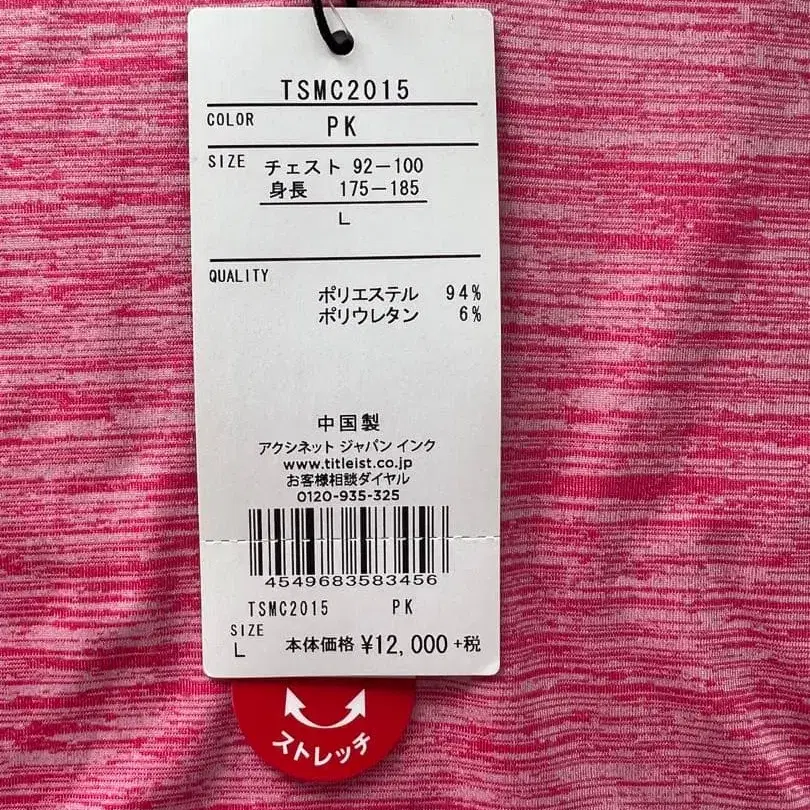 TSMC2015
COLOR PK
SIZE チェスト 92－100
身長 175－185
L
QUALITY
ポリエステル 94%
ポリウレタン 6%
中国製
アクシネット ジャパン インク
www.titleist.co.jp
お客様相談ダイヤル
0120-935-325
4549683583456
TSMC2015 PK
SIZE
L 本体価格 ¥12,000 +税
ストレッチ